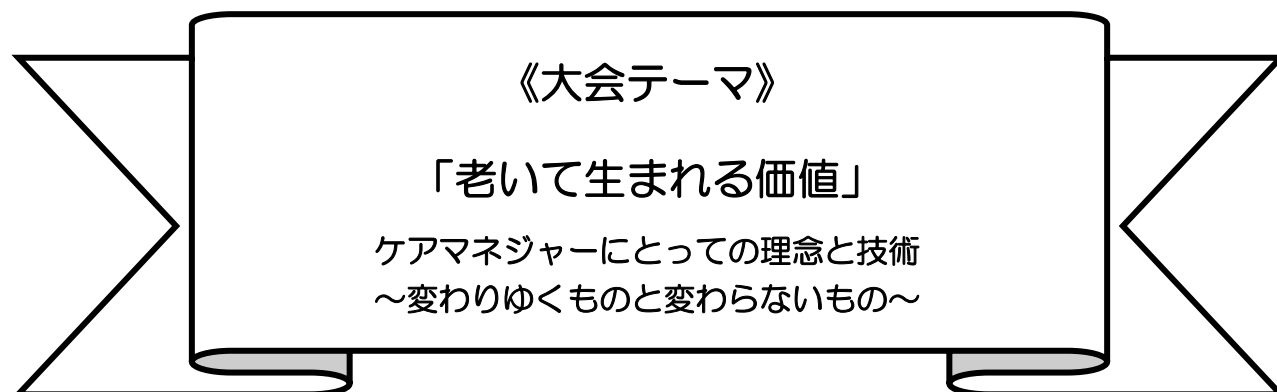 《大会テーマ》
「老いて生まれる価値」
ケアマネジャーにとっての理念と技術
～変わりゆくものと変わらないもの～